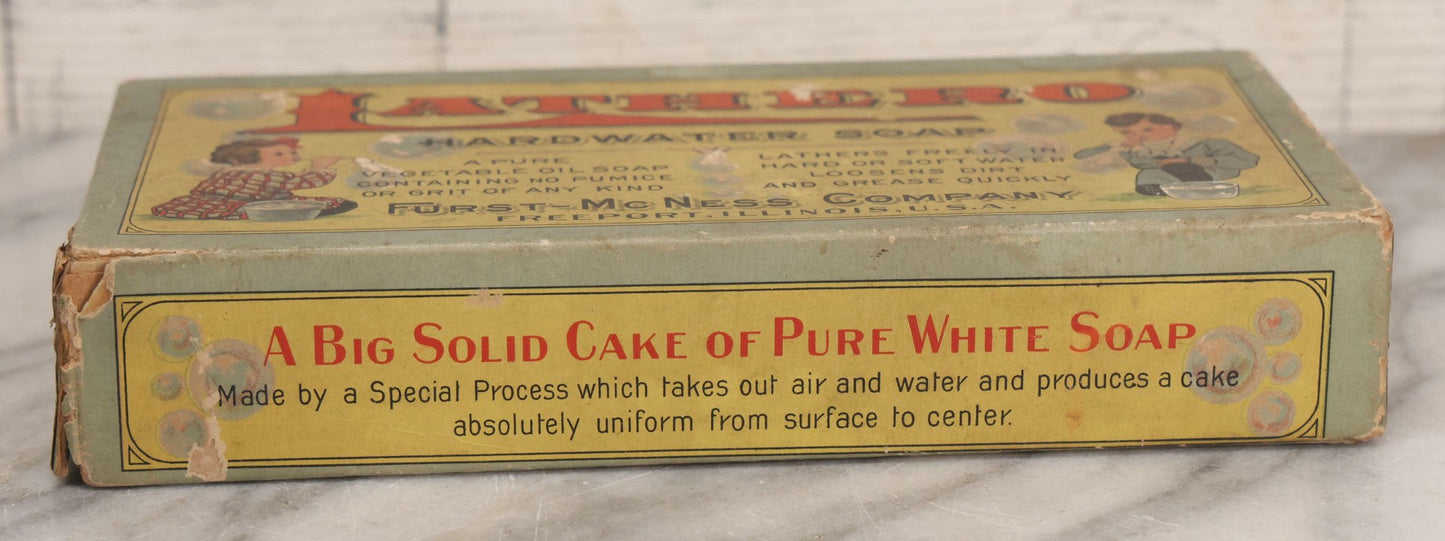 LATHERO
HARDWATER SOAP
A PURE
VEGETABLE OIL SOAP
CONTAINING NO PUMICE
OR GRIT OF ANY KIND
LATHERS FREELY IN
HARD OR SOFT WATER
LOOSENS DIRT
AND GREASE QUICKLY
FURST-MCNESS COMPANY
FREEPORT, ILLINOIS, U.S.A.
A BIG SOLID CAKE OF PURE WHITE SOAP
Made by a Special Process which takes out air and water and produces a cake
absolutely uniform from surface to center.